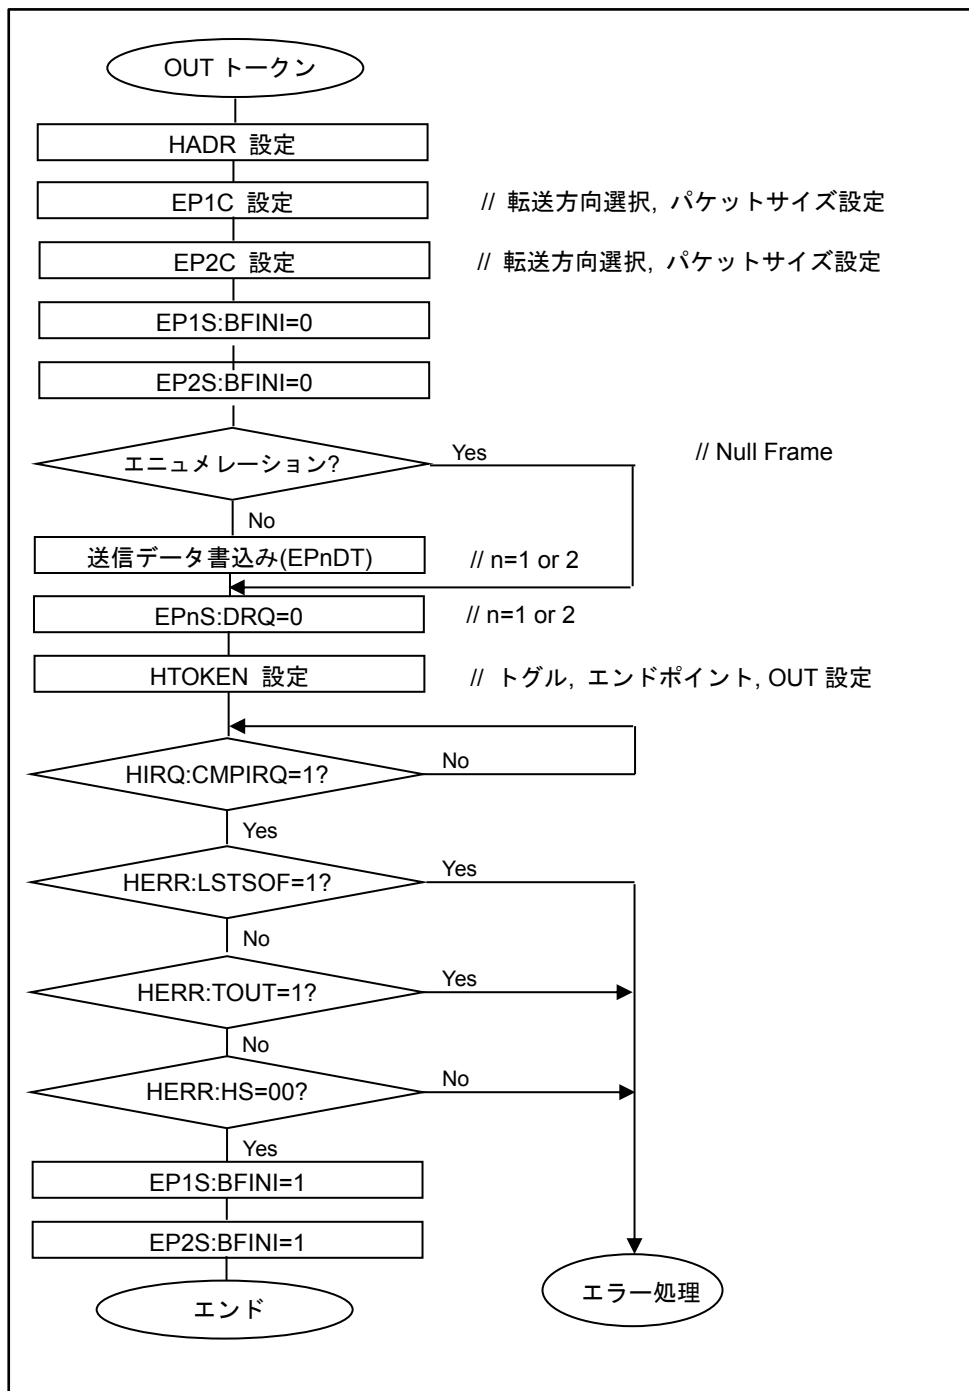 OUT トークン
HADR 設定
EP1C 設定 // 転送方向選択, パケットサイズ設定
EP2C 設定 // 転送方向選択, パケットサイズ設定
EP1S:BFINI=0
EP2S:BFINI=0
エニュメレーション? Yes // Null Frame
No
送信データ書込み(EPnDT) // n=1 or 2
EPnS:DRQ=0 // n=1 or 2
HTOKEN 設定 // トグル, エンドポイント, OUT 設定
HIRQ:CMPIRQ=1? No
Yes
HERR:LSTSOF=1? Yes
No
HERR:TOUT=1? Yes
No
HERR:HS=00? No
Yes
EP1S:BFINI=1
EP2S:BFINI=1
エンド エラー処理